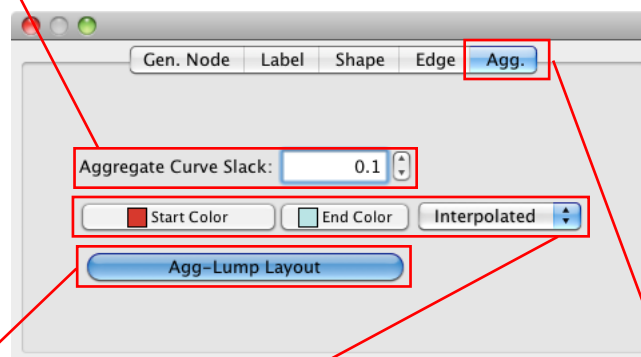 Gen. Node Label Shape Edge Agg.
Aggregate Curve Slack: 0.1
Start Color End Color Interpolated
Agg-Lump Layout